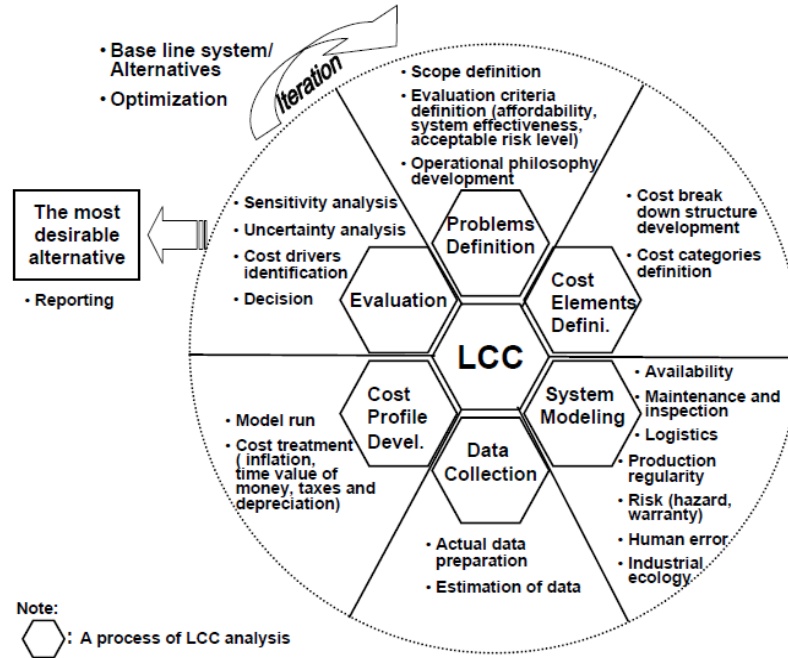 • Base line system/
Alternatives
• Optimization
Iteration
• Scope definition
• Evaluation criteria
definition (affordability,
system effectiveness,
acceptable risk level)
• Operational philosophy
development
Problems
Definition
• Cost break
down structure
development
• Cost categories
definition
Cost
Elements
Defini.
• Sensitivity analysis
• Uncertainty analysis
• Cost drivers
identification
• Decision
Evaluation
The most
desirable
alternative
• Reporting
LCC
• Availability
• Maintenance and
inspection
• Logistics
• Production
regularity
• Risk (hazard,
warranty)
• Human error
• Industrial
ecology
System
Modeling
Data
Collection
• Actual data
preparation
• Estimation of data
Cost
Profile
Devel.
• Model run
• Cost treatment
( inflation,
time value of
money, taxes and
depreciation)
Note:
: A process of LCC analysis